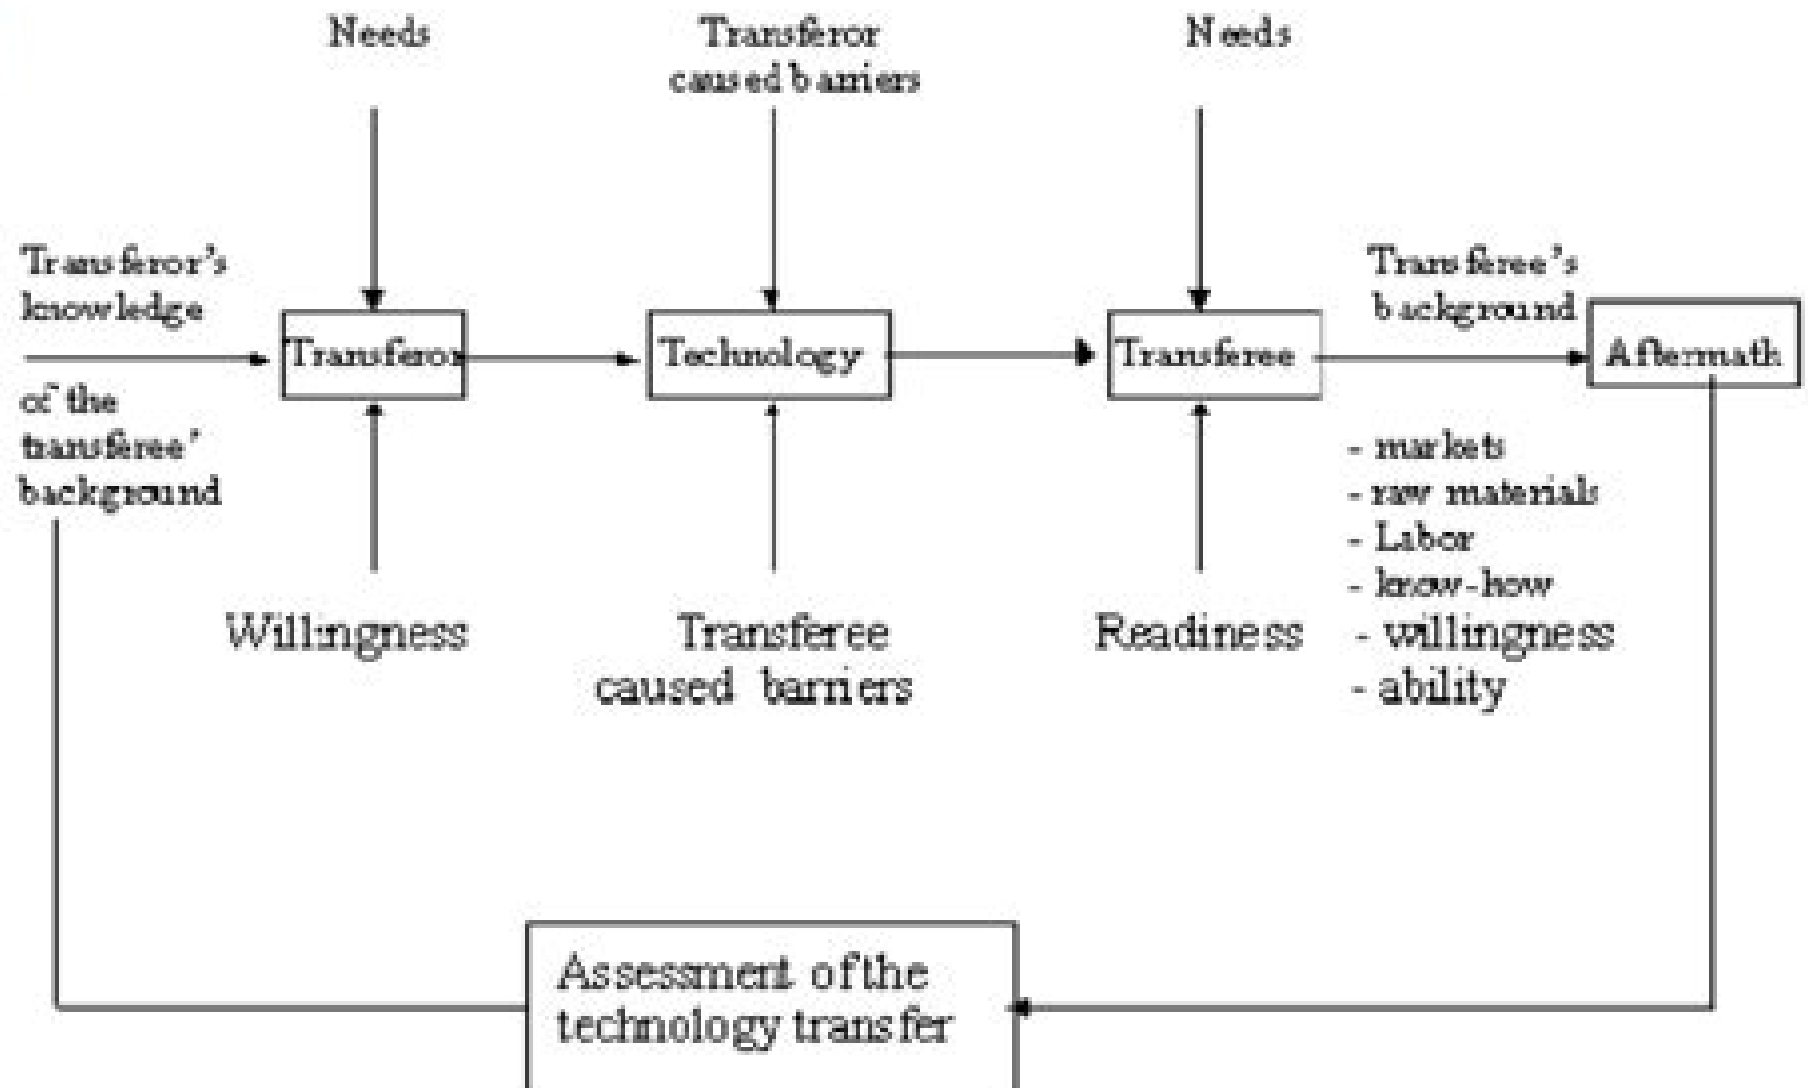 Needs
Transferor
caused barriers
Needs
Transferor's
knowledge
of the
transferee'
background
Transferor
Technology
Transferee
Transferee's
background
Aftermath
- markets
- raw materials
- Labor
- know-how
- willingness
- ability
Willingness
Transferee
caused barriers
Readiness
Assessment of the
technology transfer